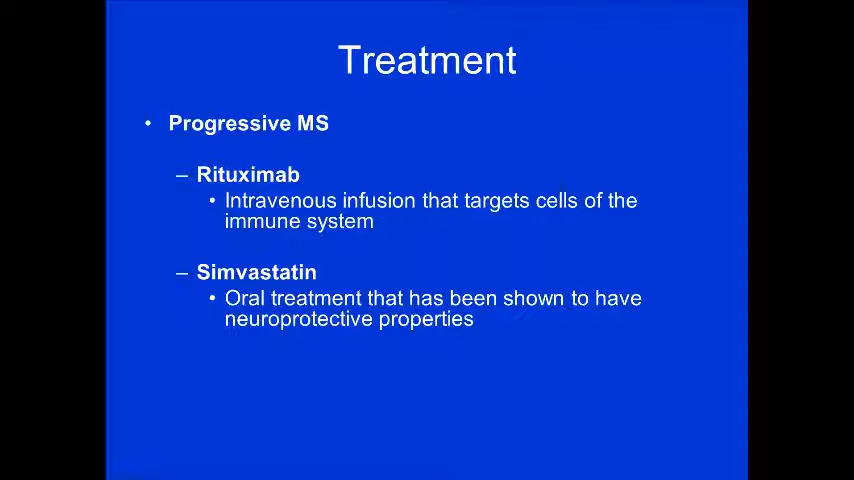 Treatment
• Progressive MS
– Rituximab
• Intravenous infusion that targets cells of the
immune system
– Simvastatin
• Oral treatment that has been shown to have
neuroprotective properties